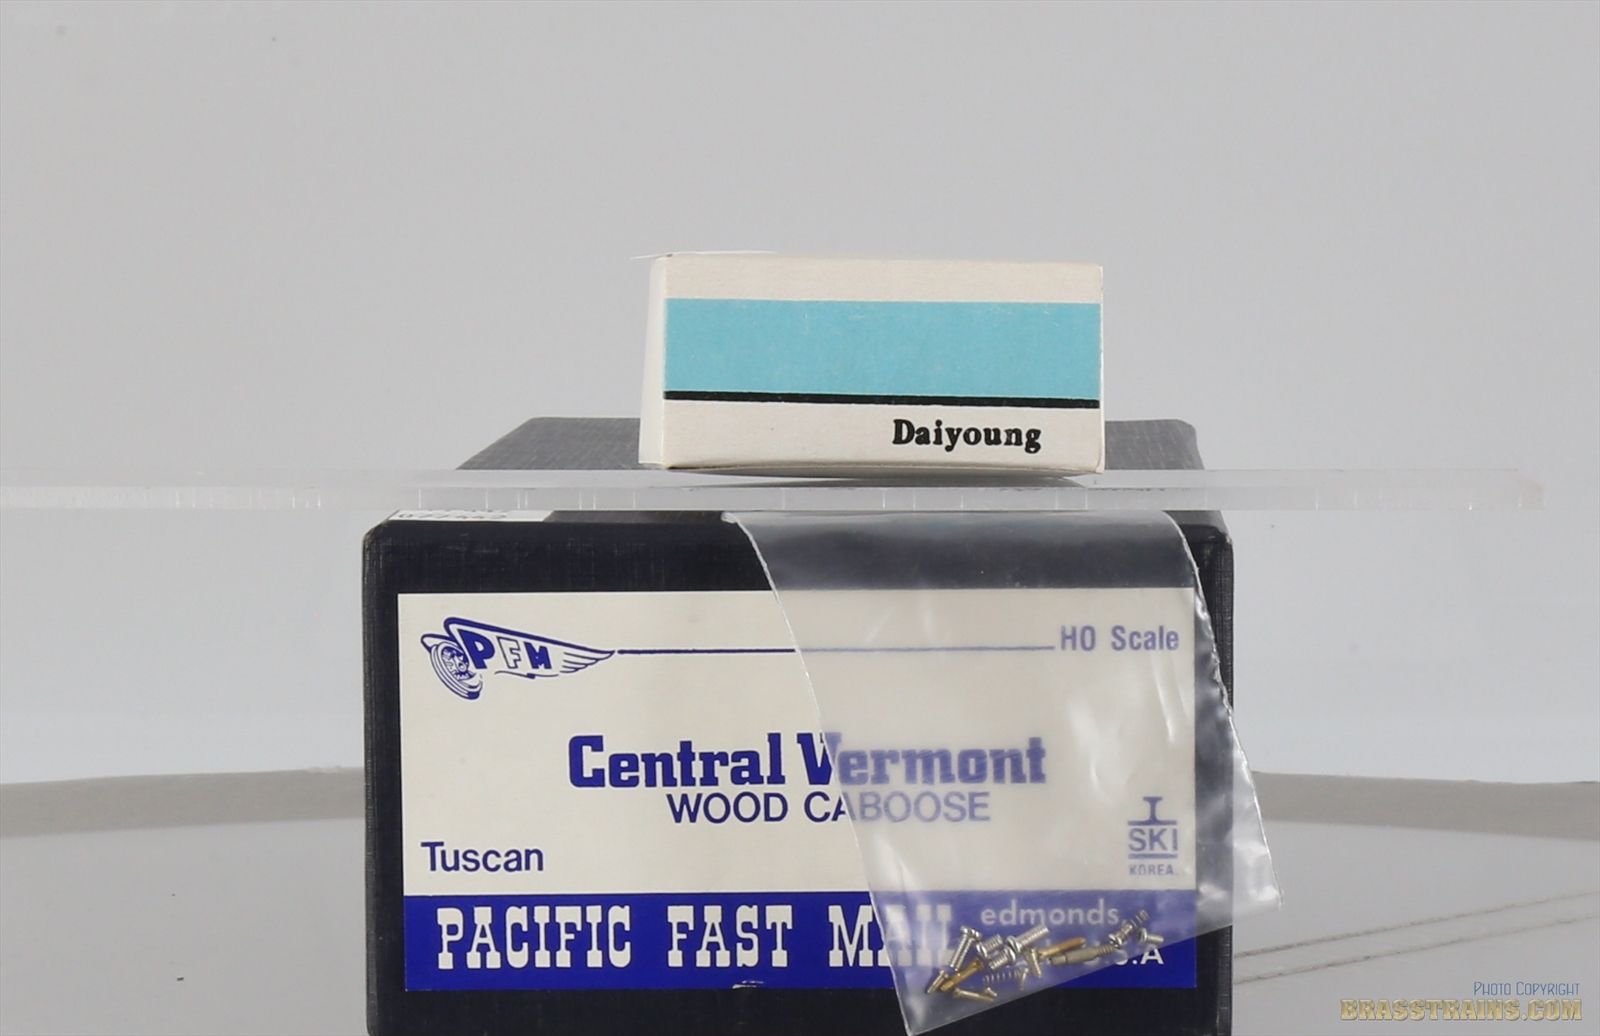 Daiyoung
PFM
HO Scale
Central Vermont
WOOD CABOOSE
Tuscan
SKI
KOREA
PACIFIC FAST MAIL
edmonds
PHOTO COPYRIGHT
BRASSTRAINS.COM